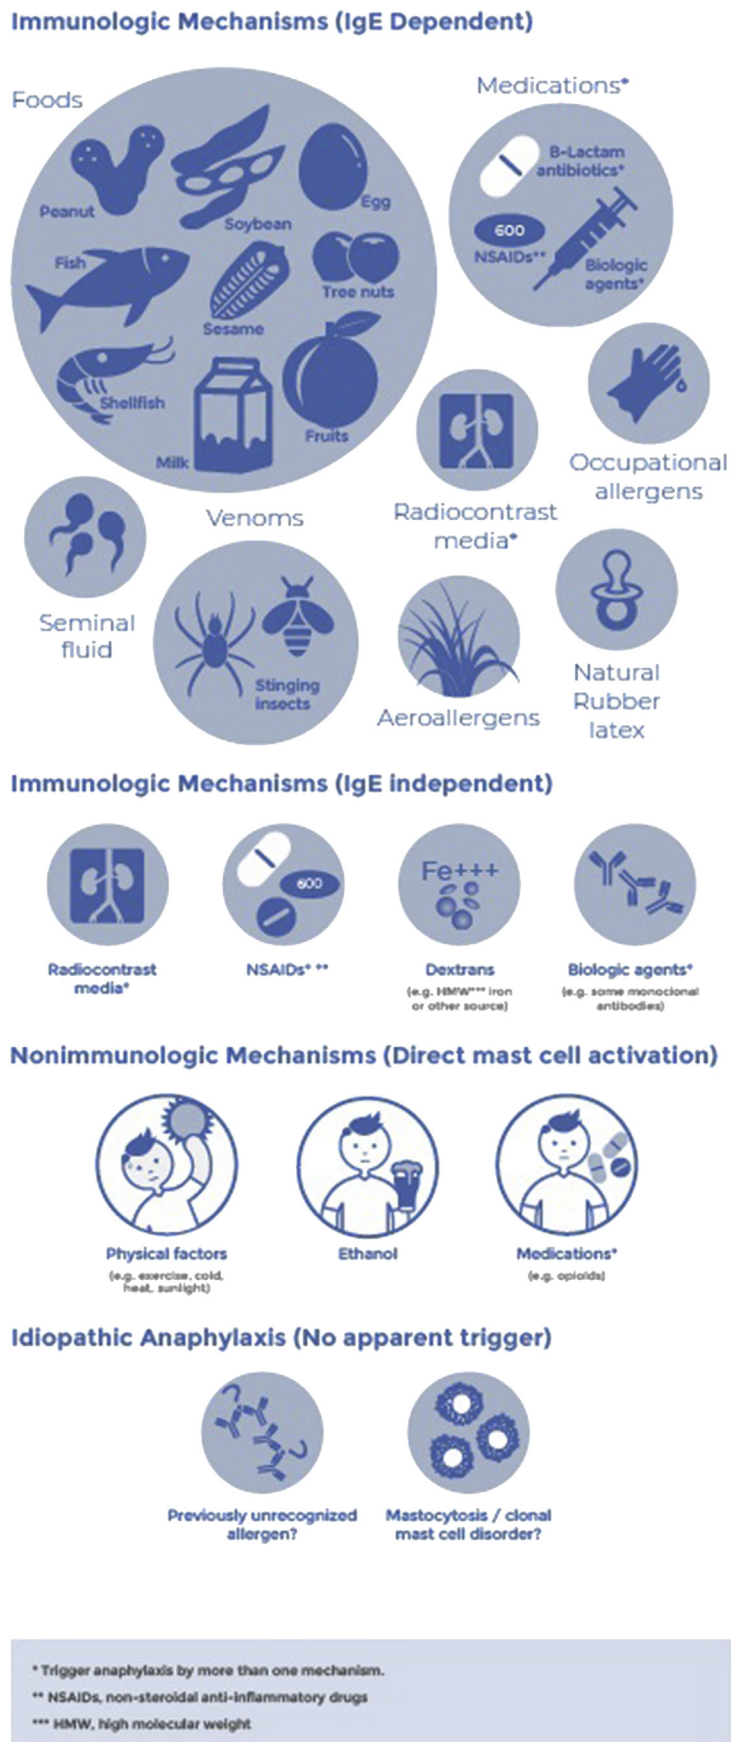 Immunologic Mechanisms (IgE Dependent)
Foods
Medications*
Peanut
Soybean
Egg
Fish
Sesame
Tree nuts
Shellfish
Milk
Fruits
B-Lactam
antibiotics*
600
NSAIDs**
Biologic
agents*
Occupational
allergens
Radiocontrast
media*
Seminal
fluid
Venoms
Stinging
insects
Aeroallergens
Natural
Rubber
latex
Immunologic Mechanisms (IgE independent)
600
Fe+++
Radiocontrast
media*
NSAIDs* **
Dextrans
(e.g. HMW*** iron
or other source)
Biologic agents*
(e.g. some monoclonal
antibodies)
Nonimmunologic Mechanisms (Direct mast cell activation)
Physical factors
(e.g. exercise, cold,
heat, sunlight)
Ethanol
Medications*
(e.g. opioids)
Idiopathic Anaphylaxis (No apparent trigger)
Previously unrecognized
allergen?
Mastocytosis / clonal
mast cell disorder?
* Trigger anaphylaxis by more than one mechanism.
** NSAIDs, non-steroidal anti-inflammatory drugs
*** HMW, high molecular weight